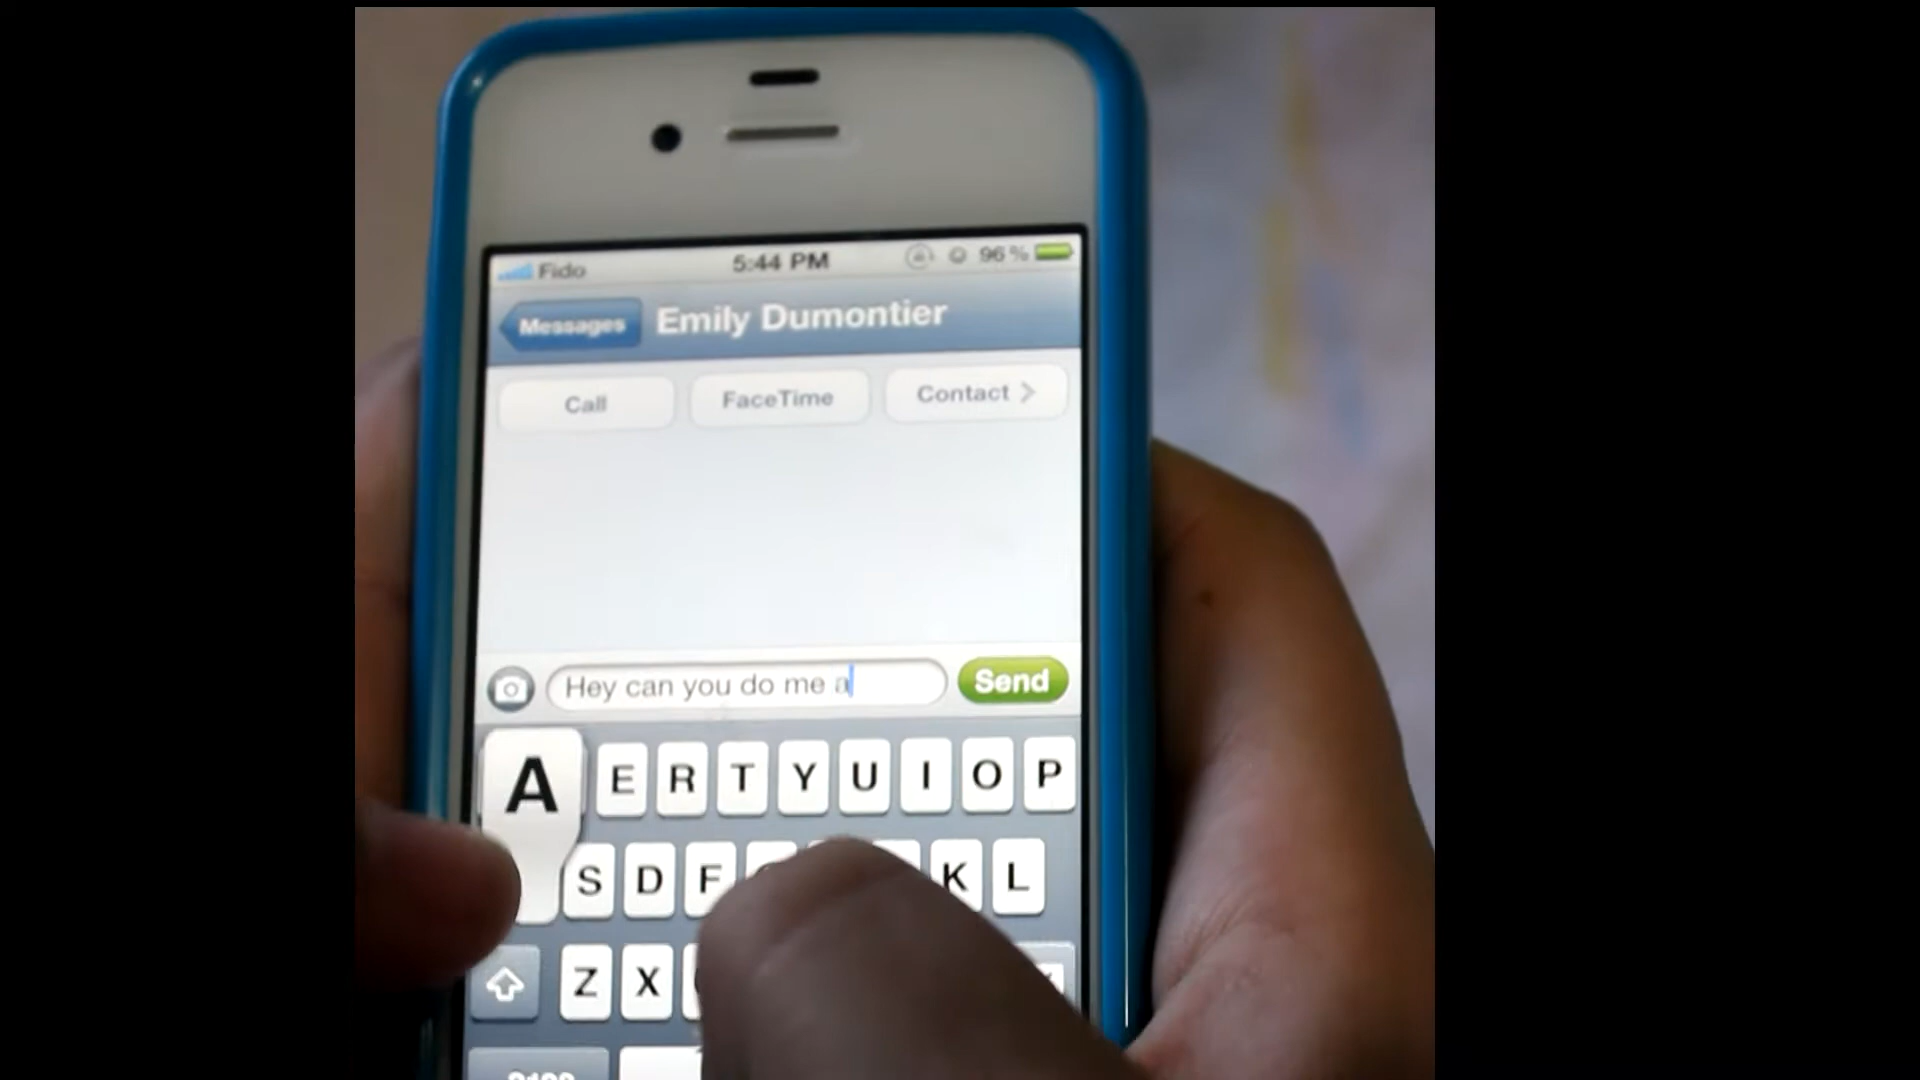 Fido 5:44 PM 96%
Messages Emily Dumontier
Call FaceTime Contact
Hey can you do me a Send
A E R T Y U I O P
S D F K L
Z X